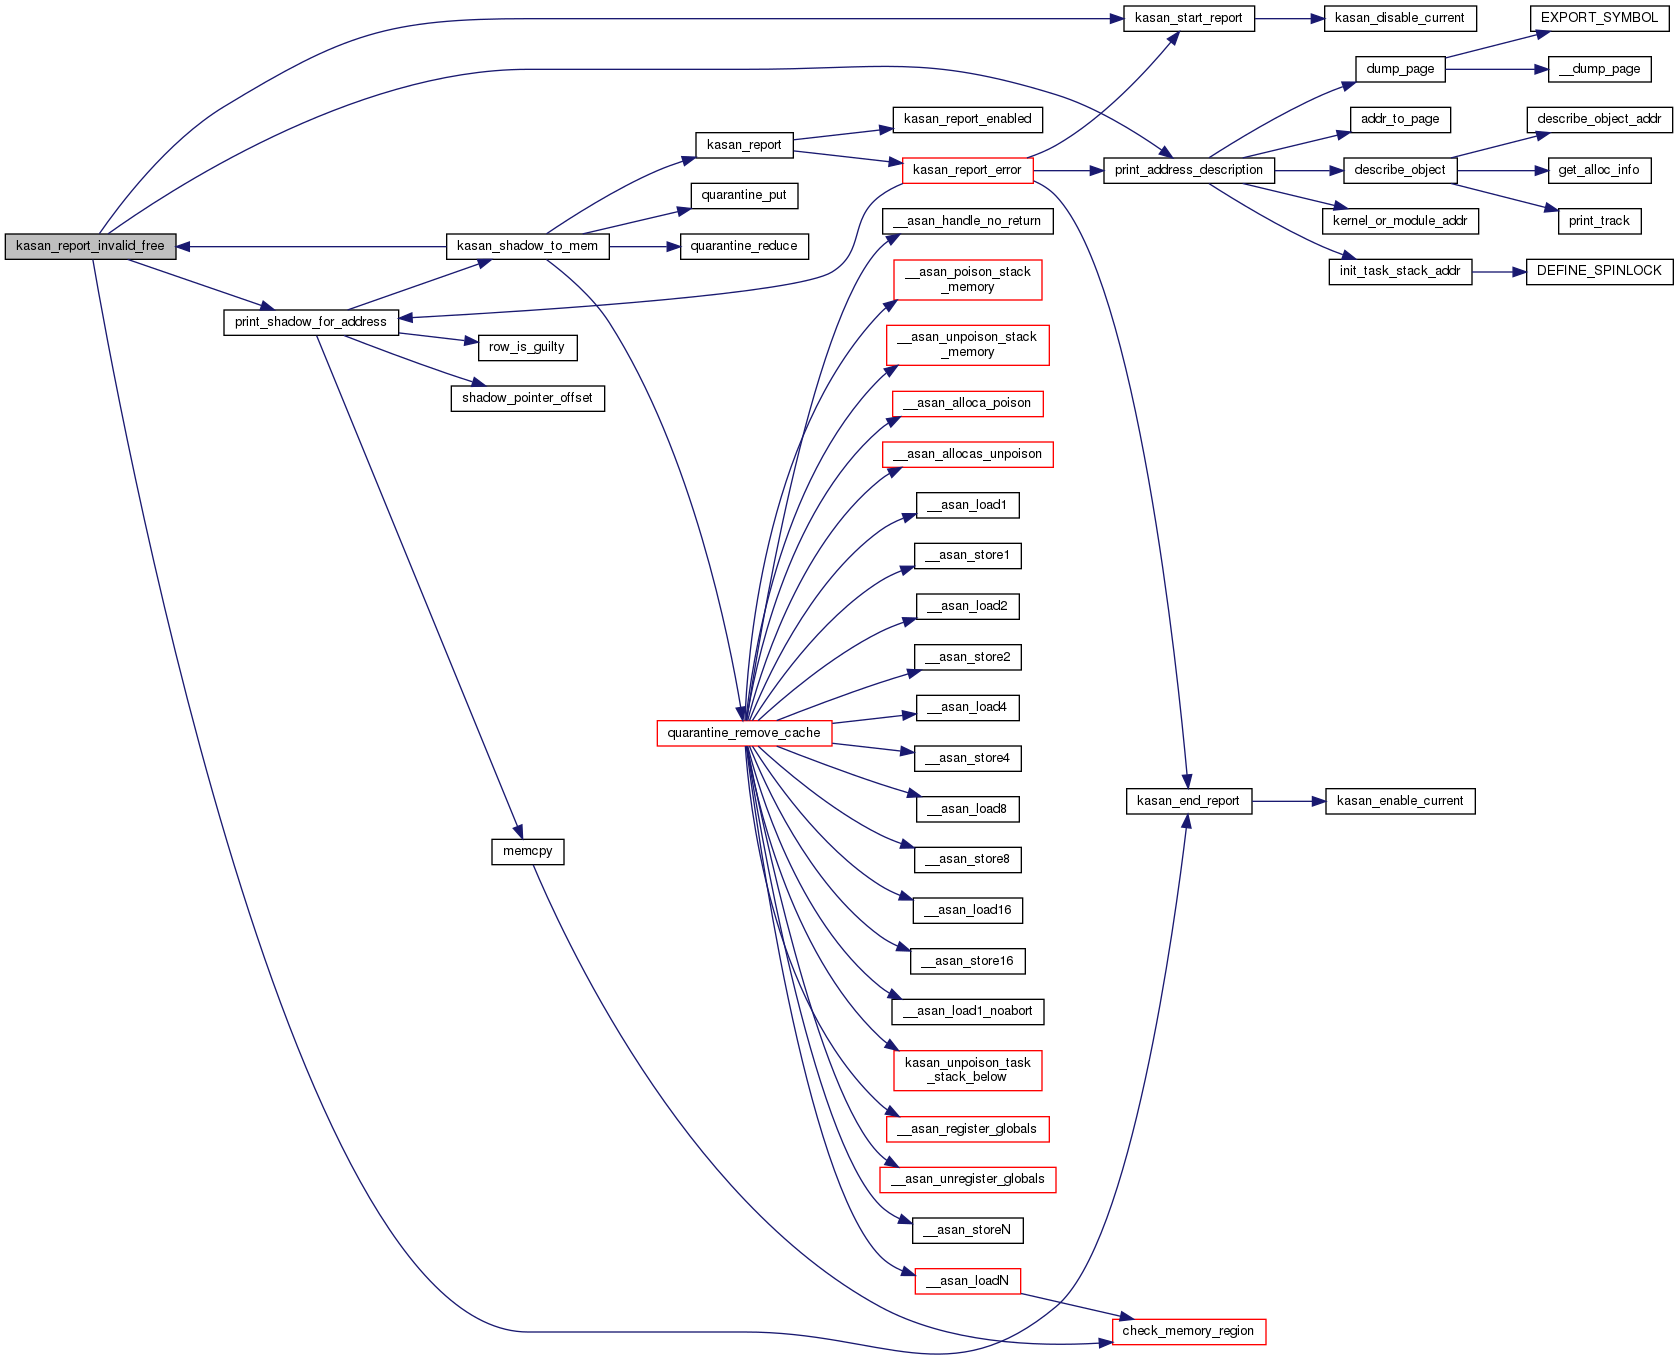 kasan_start_report
kasan_disable_current
EXPORT_SYMBOL
dump_page
__dump_page
kasan_report_enabled
addr_to_page
describe_object_addr
kasan_report
kasan_report_error
print_address_description
describe_object
get_alloc_info
quarantine_put
__asan_handle_no_return
kernel_or_module_addr
print_track
kasan_report_invalid_free
kasan_shadow_to_mem
quarantine_reduce
init_task_stack_addr
DEFINE_SPINLOCK
__asan_poison_stack
_memory
print_shadow_for_address
__asan_unpoison_stack
_memory
row_is_guilty
shadow_pointer_offset
__asan_alloca_poison
__asan_allocas_unpoison
__asan_load1
__asan_store1
__asan_load2
__asan_store2
__asan_load4
quarantine_remove_cache
__asan_store4
__asan_load8
kasan_end_report
kasan_enable_current
memcpy
__asan_store8
__asan_load16
__asan_store16
__asan_load1_noabort
kasan_unpoison_task
_stack_below
__asan_register_globals
__asan_unregister_globals
__asan_storeN
__asan_loadN
check_memory_region